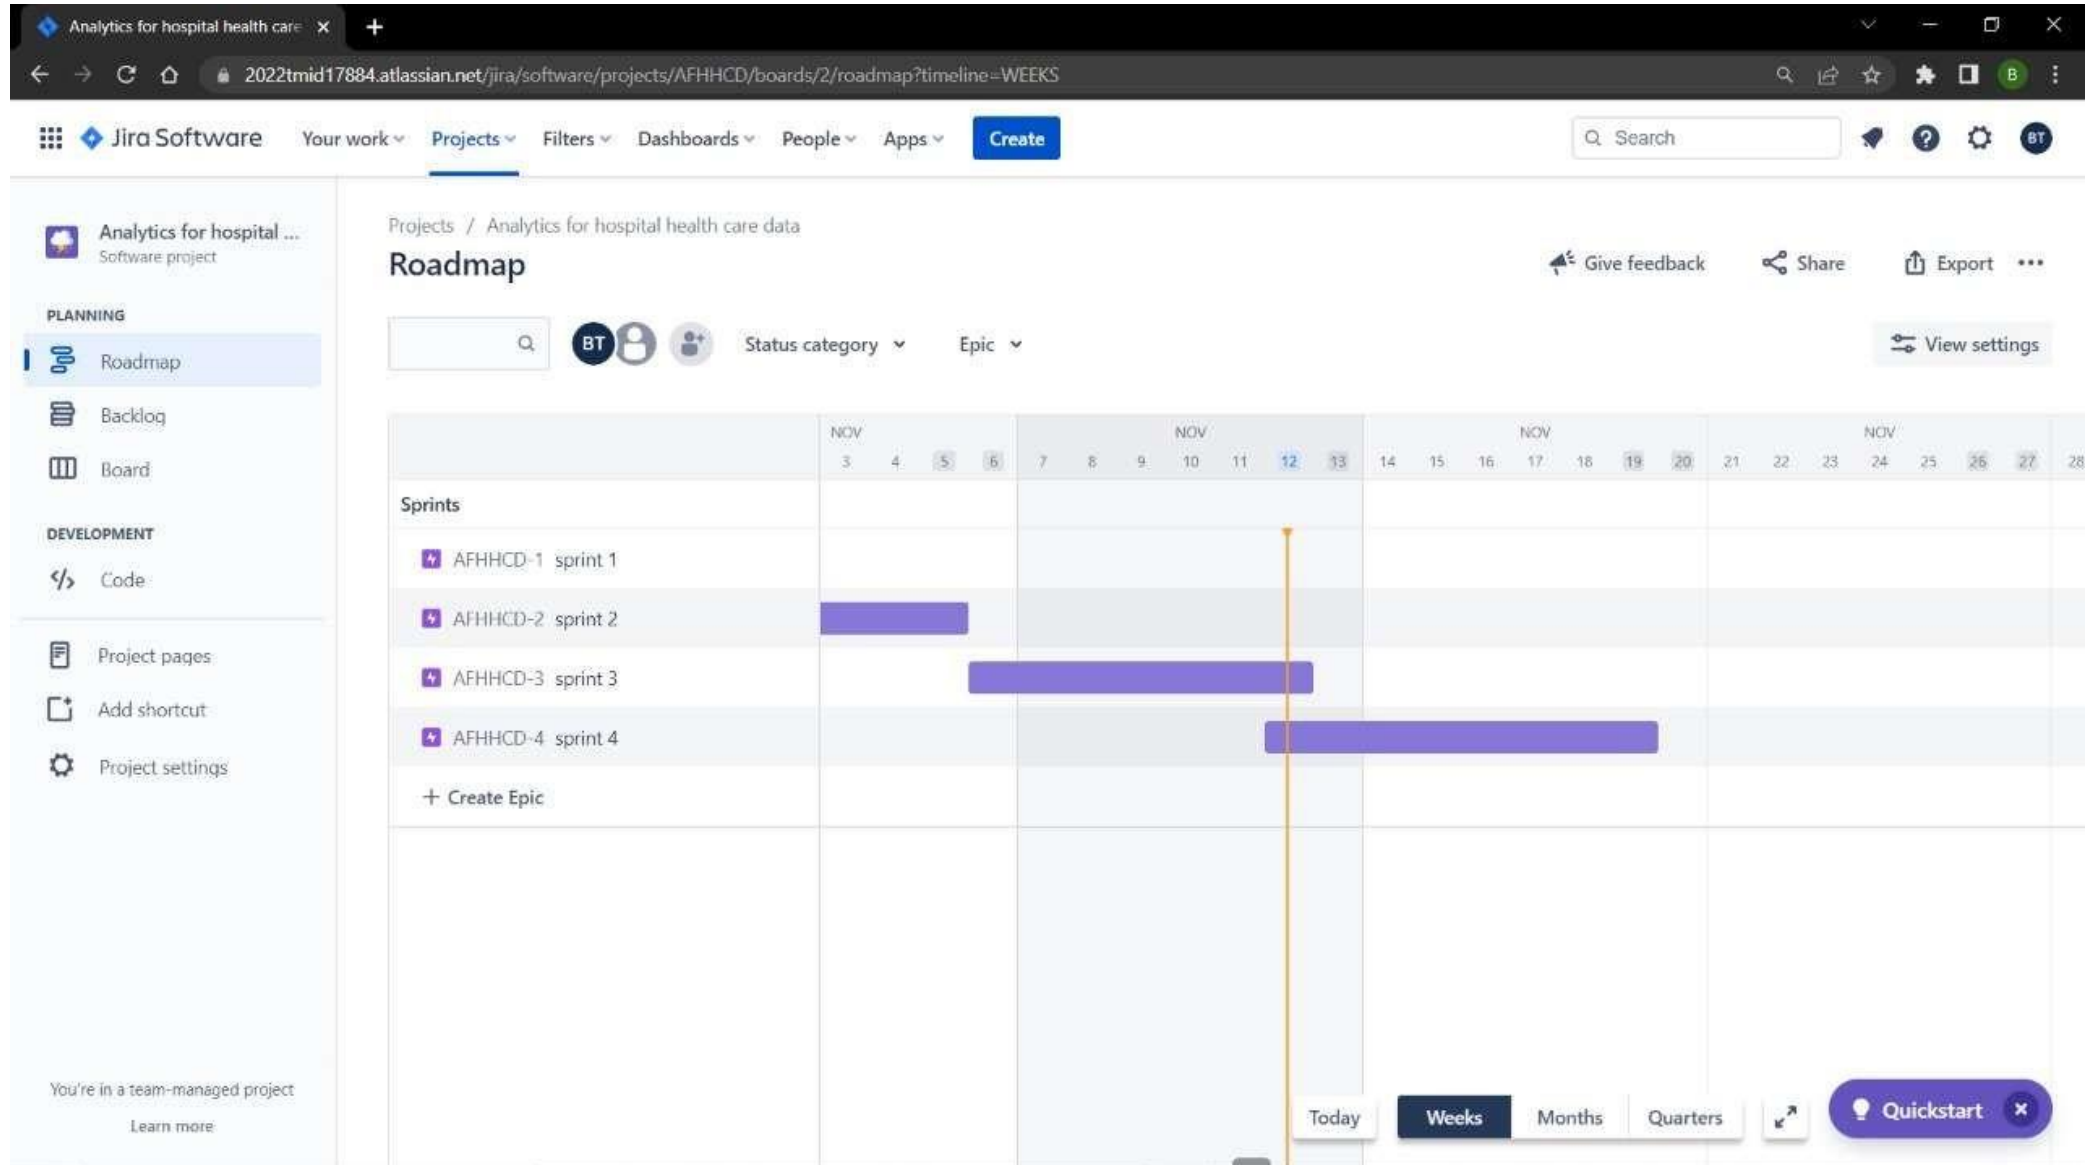 Analytics for hospital health care
2022tmid17884.atlassian.net/jira/software/projects/AFHHCD/boards/2/roadmap?timeline=WEEKS
B
Jira Software Your work Projects Filters Dashboards People Apps Create Search BT
Analytics for hospital ...
Software project
PLANNING
Roadmap
Backlog
Board
DEVELOPMENT
Code
Project pages
Add shortcut
Project settings
You're in a team-managed project
Learn more
Projects / Analytics for hospital health care data
Roadmap
Give feedback Share Export
BT Status category Epic View settings
NOV NOV NOV NOV
3 4 5 6 7 8 9 10 11 12 13 14 15 16 17 18 19 20 21 22 23 24 25 26 27 28
Sprints
AFHHCD-1 sprint 1
AFHHCD-2 sprint 2
AFHHCD-3 sprint 3
AFHHCD-4 sprint 4
+ Create Epic
Today Weeks Months Quarters Quickstart